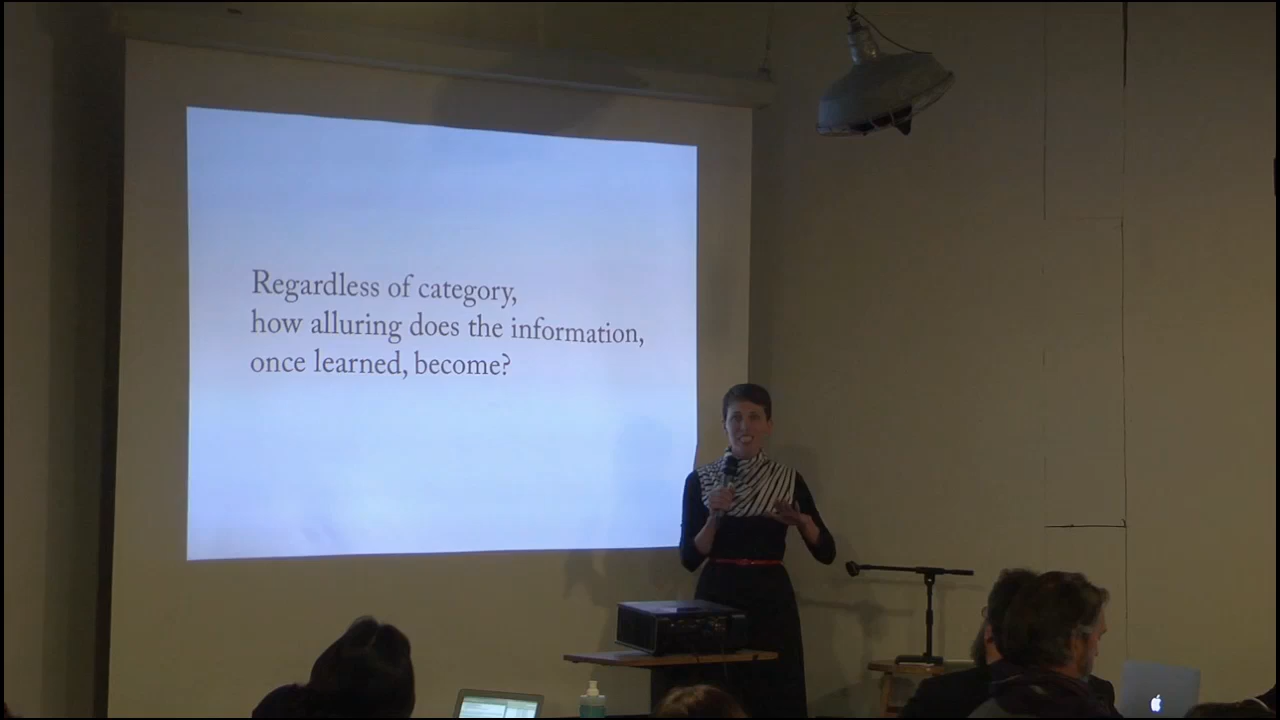 Regardless of category,
how alluring does the information,
once learned, become?